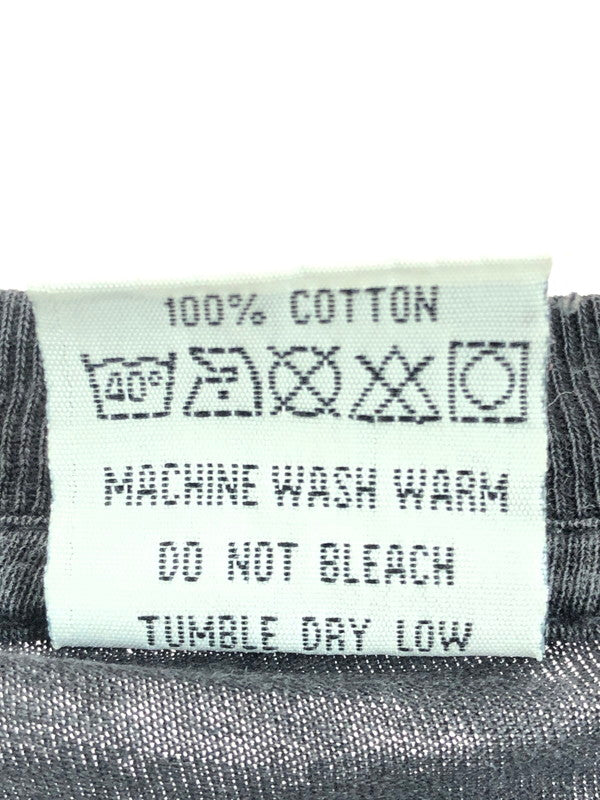 100% COTTON
40°
MACHINE WASH WARM
DO NOT BLEACH
TUMBLE DRY LOW